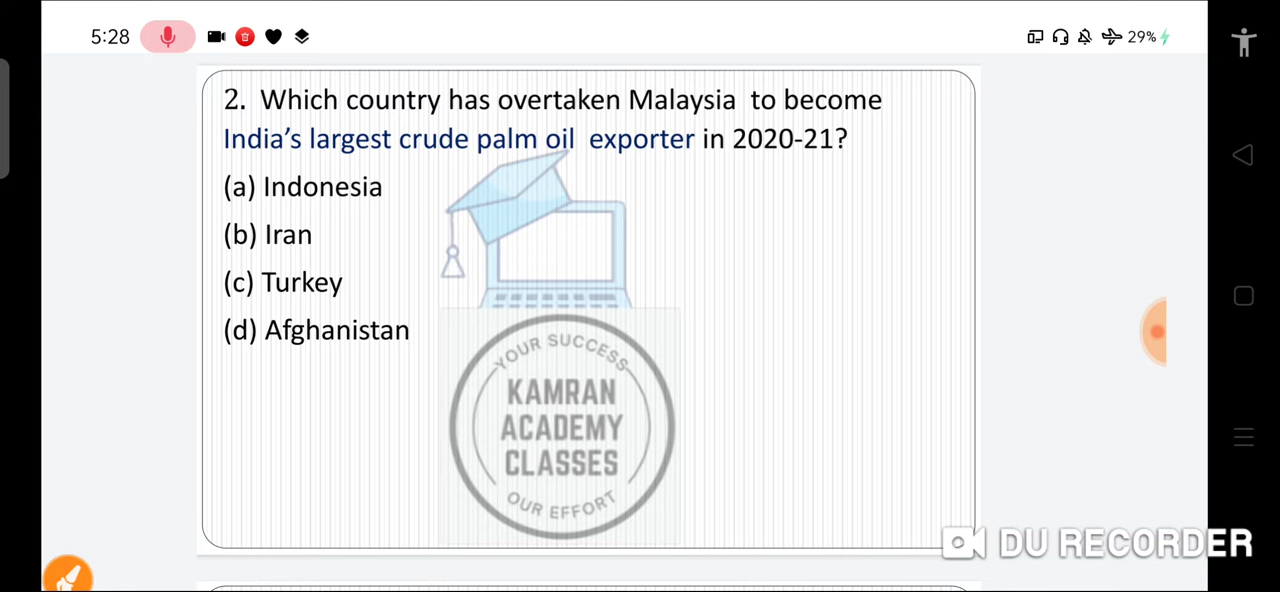 5:28
29%
2. Which country has overtaken Malaysia to become
India's largest crude palm oil exporter in 2020-21?
(a) Indonesia
(b) Iran
(c) Turkey
(d) Afghanistan
YOUR SUCCESS
KAMRAN
ACADEMY
CLASSES
OUR EFFORT
DU RECORDER